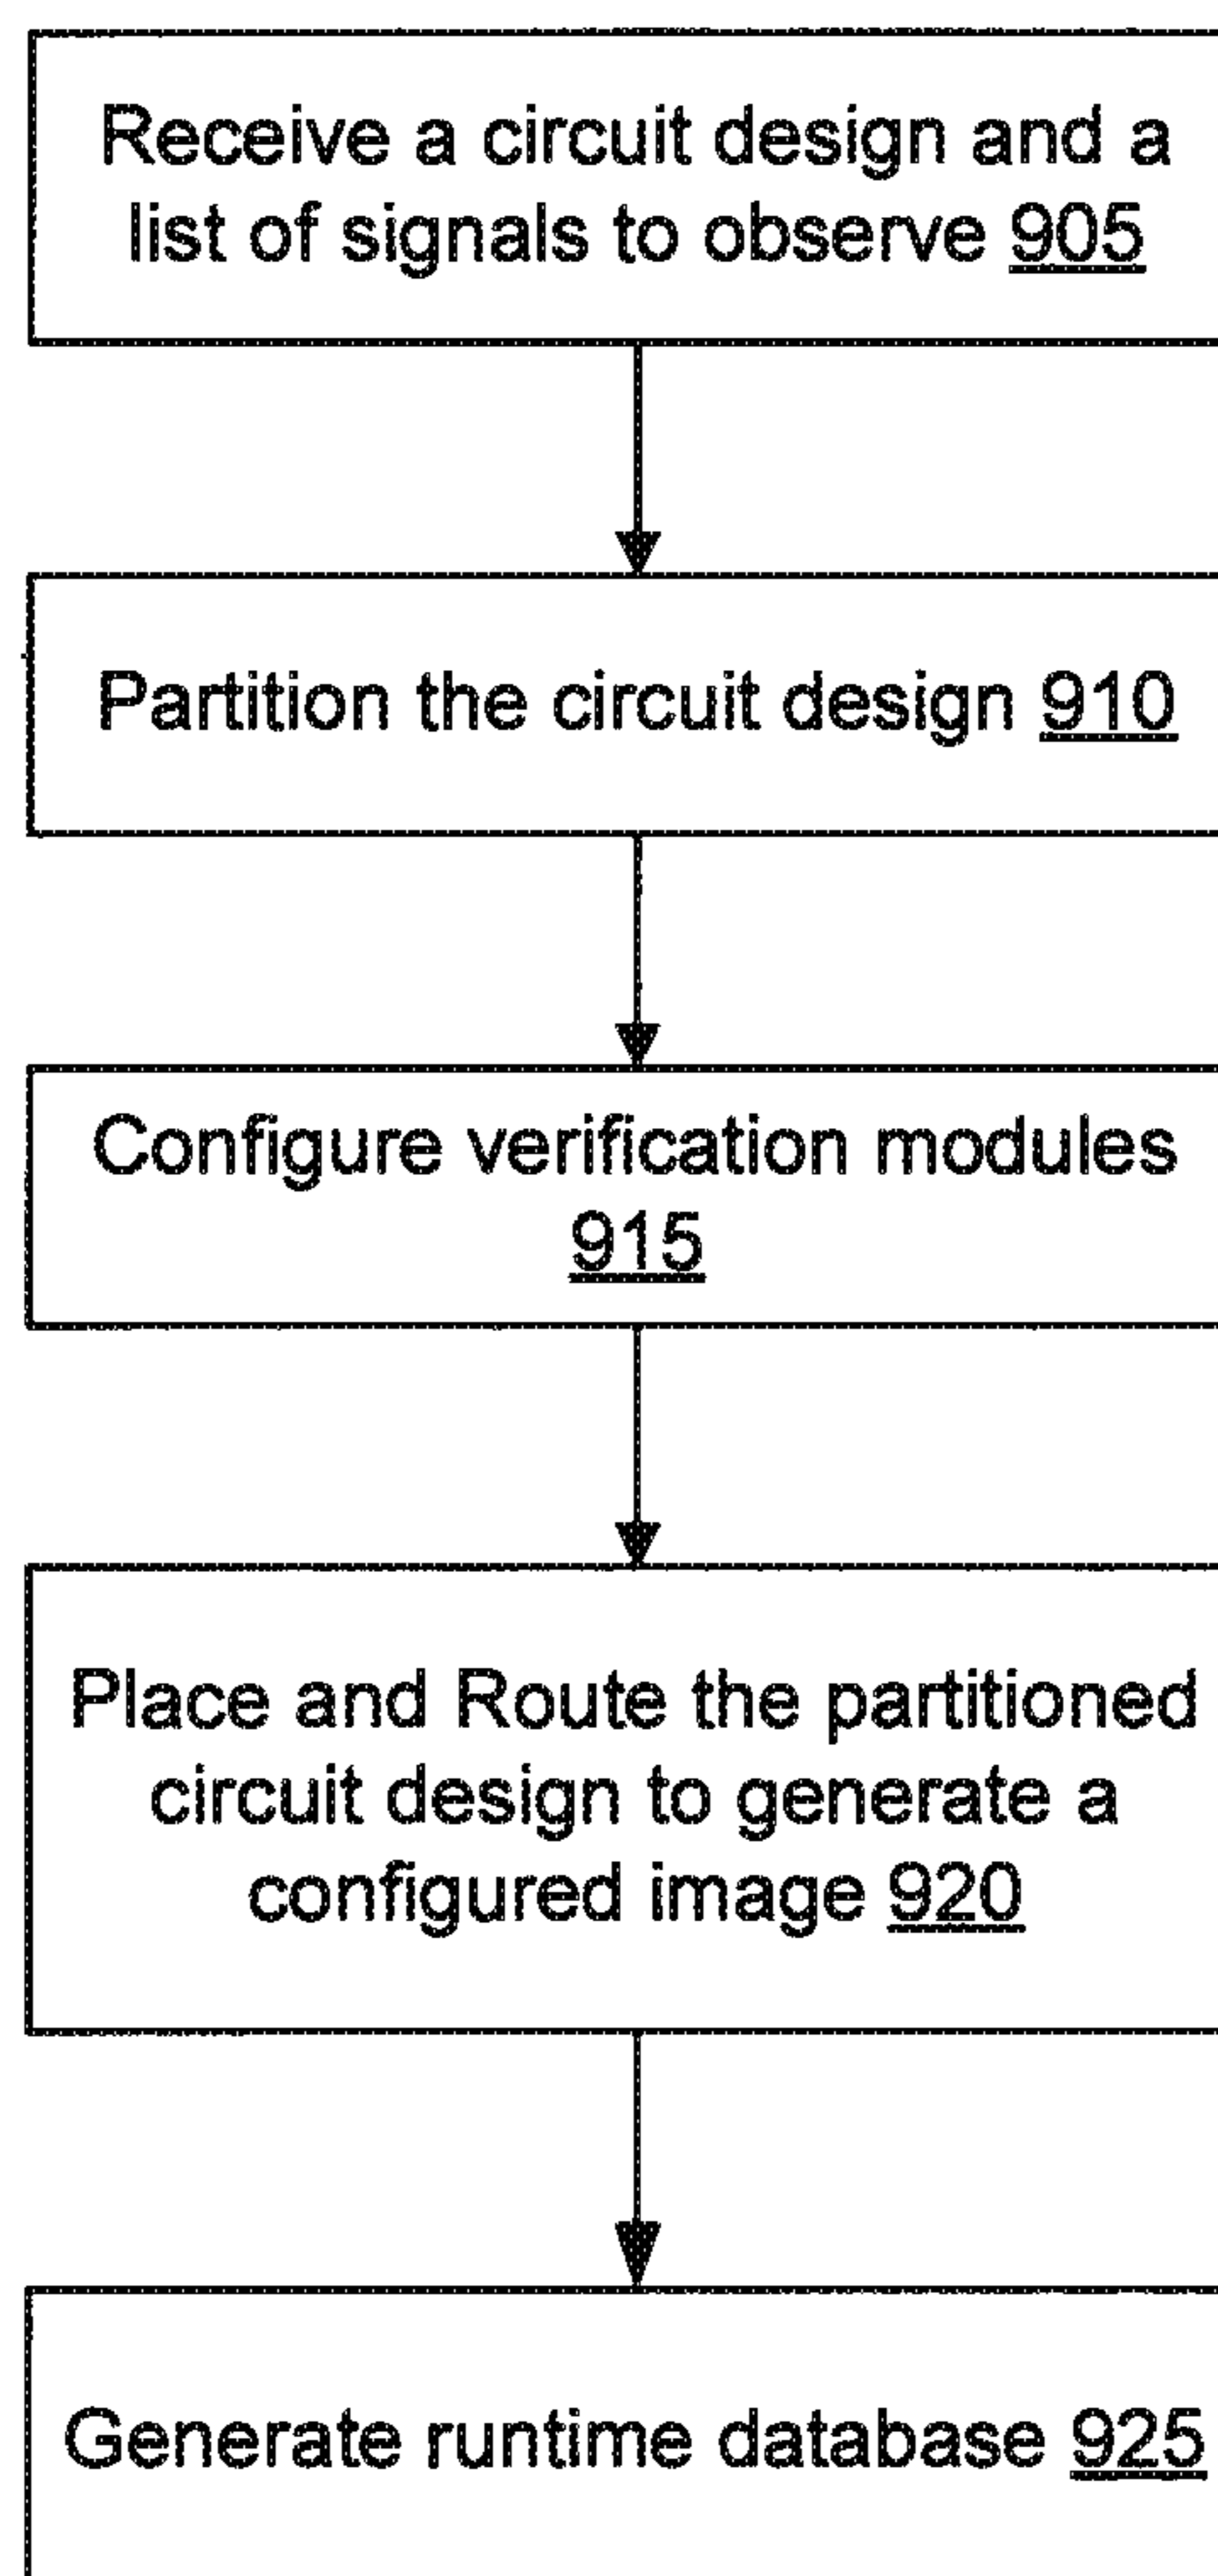 Receive a circuit design and a
list of signals to observe 905
Partition the circuit design 910
Configure verification modules
915
Place and Route the partitioned
circuit design to generate a
configured image 920
Generate runtime database 925